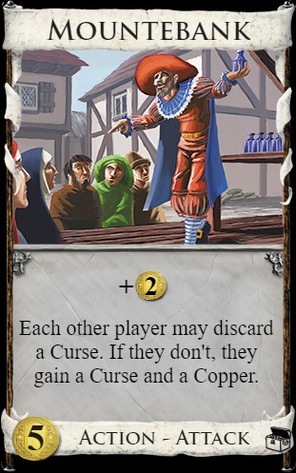 MOUNTEBANK
+2
Each other player may discard
a Curse. If they don't, they
gain a Curse and a Copper.
5 ACTION - ATTACK